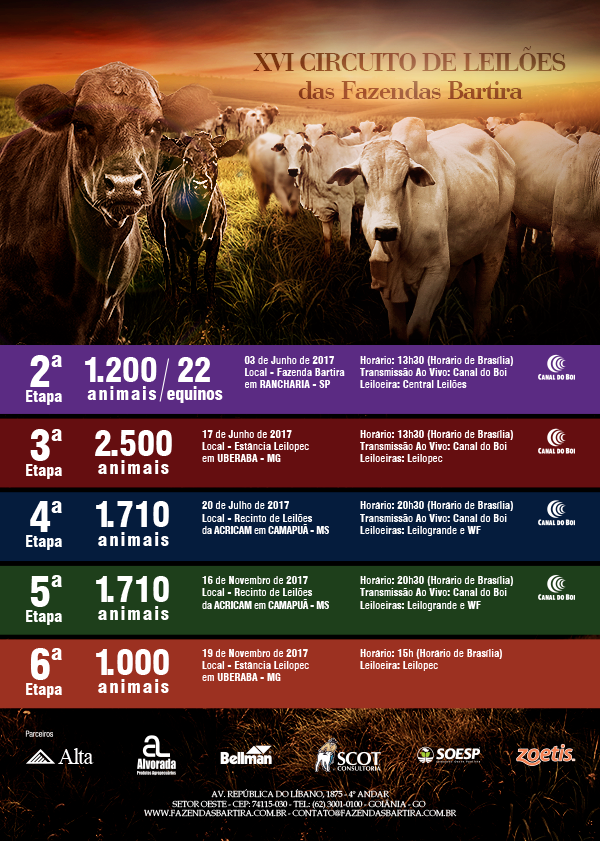 XVI CIRCUITO DE LEILÕES
das Fazendas Bartira
2ª
Etapa
1.200
animais
/
22
equinos
03 de Junho de 2017
Local - Fazenda Bartira
em RANCHARIA - SP
Horário: 13h30 (Horário de Brasília)
Transmissão Ao Vivo: Canal do Boi
Leiloeira: Central Leilões
CANAL DO BOI
3ª
Etapa
2.500
animais
17 de Junho de 2017
Local - Estância Leilopec
em UBERABA - MG
Horário: 13h30 (Horário de Brasília)
Transmissão Ao Vivo: Canal do Boi
Leiloeiras: Leilopec
CANAL DO BOI
4ª
Etapa
1.710
animais
20 de Julho de 2017
Local - Recinto de Leilões
da ACRICAM em CAMAPUÃ - MS
Horário: 20h30 (Horário de Brasília)
Transmissão Ao Vivo: Canal do Boi
Leiloeiras: Leilogrande e WF
CANAL DO BOI
5ª
Etapa
1.710
animais
16 de Novembro de 2017
Local - Recinto de Leilões
da ACRICAM em CAMAPUÃ - MS
Horário: 20h30 (Horário de Brasília)
Transmissão Ao Vivo: Canal do Boi
Leiloeiras: Leilogrande e WF
CANAL DO BOI
6ª
Etapa
1.000
animais
19 de Novembro de 2017
Local - Estância Leilopec
em UBERABA - MG
Horário: 15h (Horário de Brasília)
Leiloeira: Leilopec
Parceiros
Alta
Alvorada
Produtos Agropecuários
Bellman
SCOT
CONSULTORIA
SOESP
zoetis
AV. REPÚBLICA DO LÍBANO, 1875 - 4º ANDAR
SETOR OESTE - CEP: 74115-030 - TEL: (62) 3001-0100 - GOIÂNIA - GO
WWW.FAZENDASBARTIRA.COM.BR - CONTATO@FAZENDASBARTIRA.COM.BR